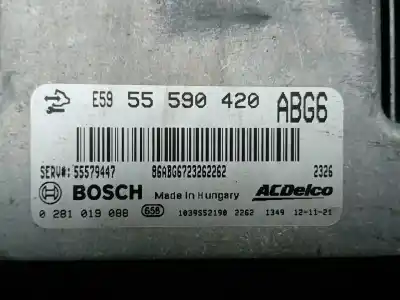 E59 55 590 420 ABG6
SERV#: 55579447 86ABG6723262262 2326
BOSCH Made in Hungary ACDelco
0 281 019 088 658 1039S52190 2262 1349 12-11-21